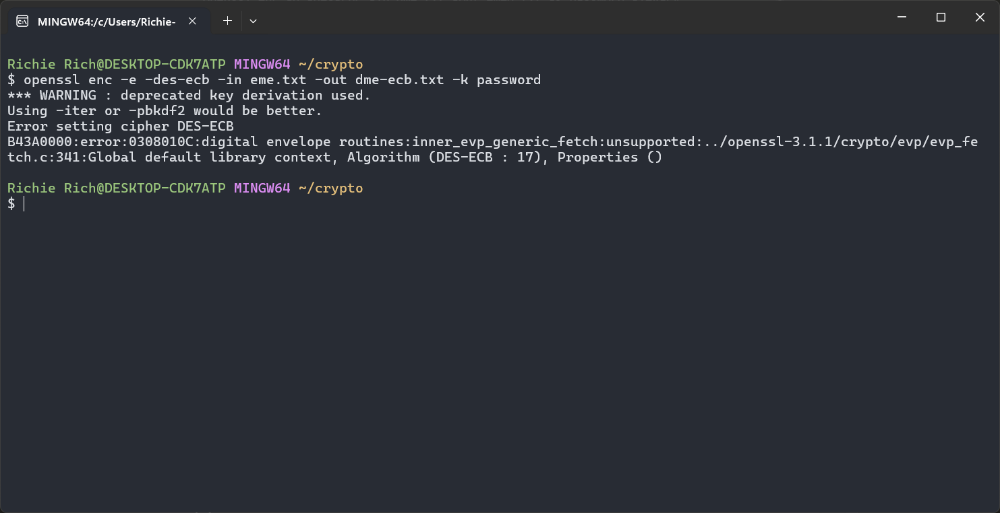 MINGW64:/c/Users/Richie-
Richie Rich@DESKTOP-CDK7ATP MINGW64 ~/crypto
$ openssl enc -e -des-ecb -in eme.txt -out dme-ecb.txt -k password
*** WARNING : deprecated key derivation used.
Using -iter or -pbkdf2 would be better.
Error setting cipher DES-ECB
B43A0000:error:0308010C:digital envelope routines:inner_evp_generic_fetch:unsupported:../openssl-3.1.1/crypto/evp/evp_fe
tch.c:341:Global default library context, Algorithm (DES-ECB : 17), Properties ()
Richie Rich@DESKTOP-CDK7ATP MINGW64 ~/crypto
$